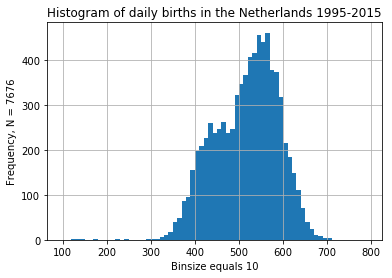 Histogram of daily births in the Netherlands 1995-2015
Frequency, N = 7676
400
300
200
100
0
100 200 300 400 500 600 700 800
Binsize equals 10